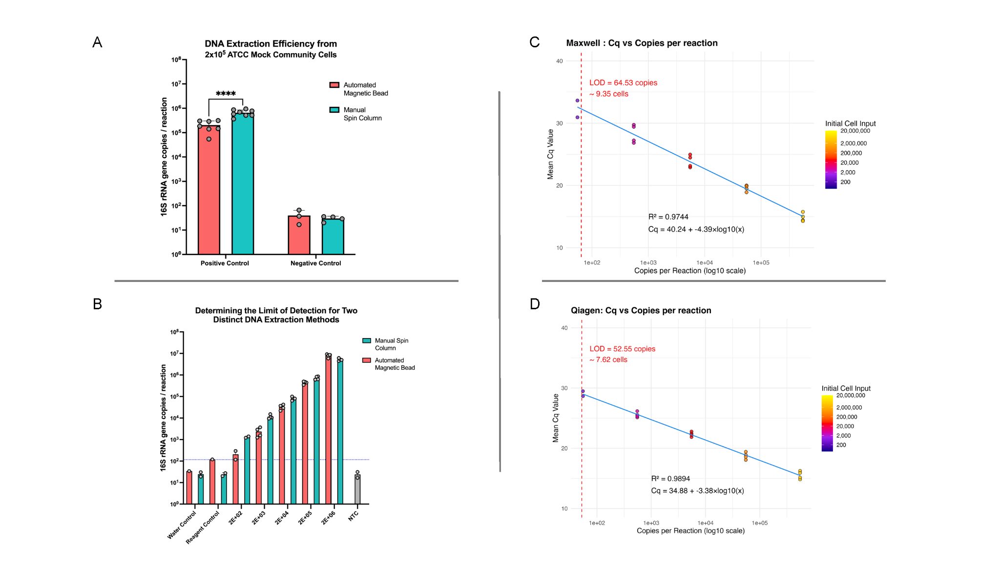 A
DNA Extraction Efficiency from
2x10⁵ ATCC Mock Community Cells
10⁸
10⁷
10⁶
10⁵
10⁴
10³
10²
10¹
10⁰
16S rRNA gene copies / reaction
****
Automated
Magnetic Bead
Manual
Spin Column
Positive Control
Negative Control
B
Determining the Limit of Detection for Two
Distinct DNA Extraction Methods
10⁸
10⁷
10⁶
10⁵
10⁴
10³
10²
10¹
10⁰
16S rRNA gene copies / reaction
Manual Spin
Column
Automated
Magnetic Bead
Water Control
Reagent Control
2E+02
2E+03
2E+04
2E+05
2E+06
NTC
C
Maxwell : Cq vs Copies per reaction
40
30
20
10
Mean Cq Value
LOD = 64.53 copies
~ 9.35 cells
R² = 0.9744
Cq = 40.24 + -4.39×log10(x)
1e+02
1e+03
1e+04
1e+05
Copies per Reaction (log10 scale)
Initial Cell Input
20,000,000
2,000,000
200,000
20,000
2,000
200
D
Qiagen: Cq vs Copies per reaction
40
30
20
10
Mean Cq Value
LOD = 52.55 copies
~ 7.62 cells
R² = 0.9894
Cq = 34.88 + -3.38×log10(x)
1e+02
1e+03
1e+04
1e+05
Copies per Reaction (log10 scale)
Initial Cell Input
20,000,000
2,000,000
200,000
20,000
2,000
200